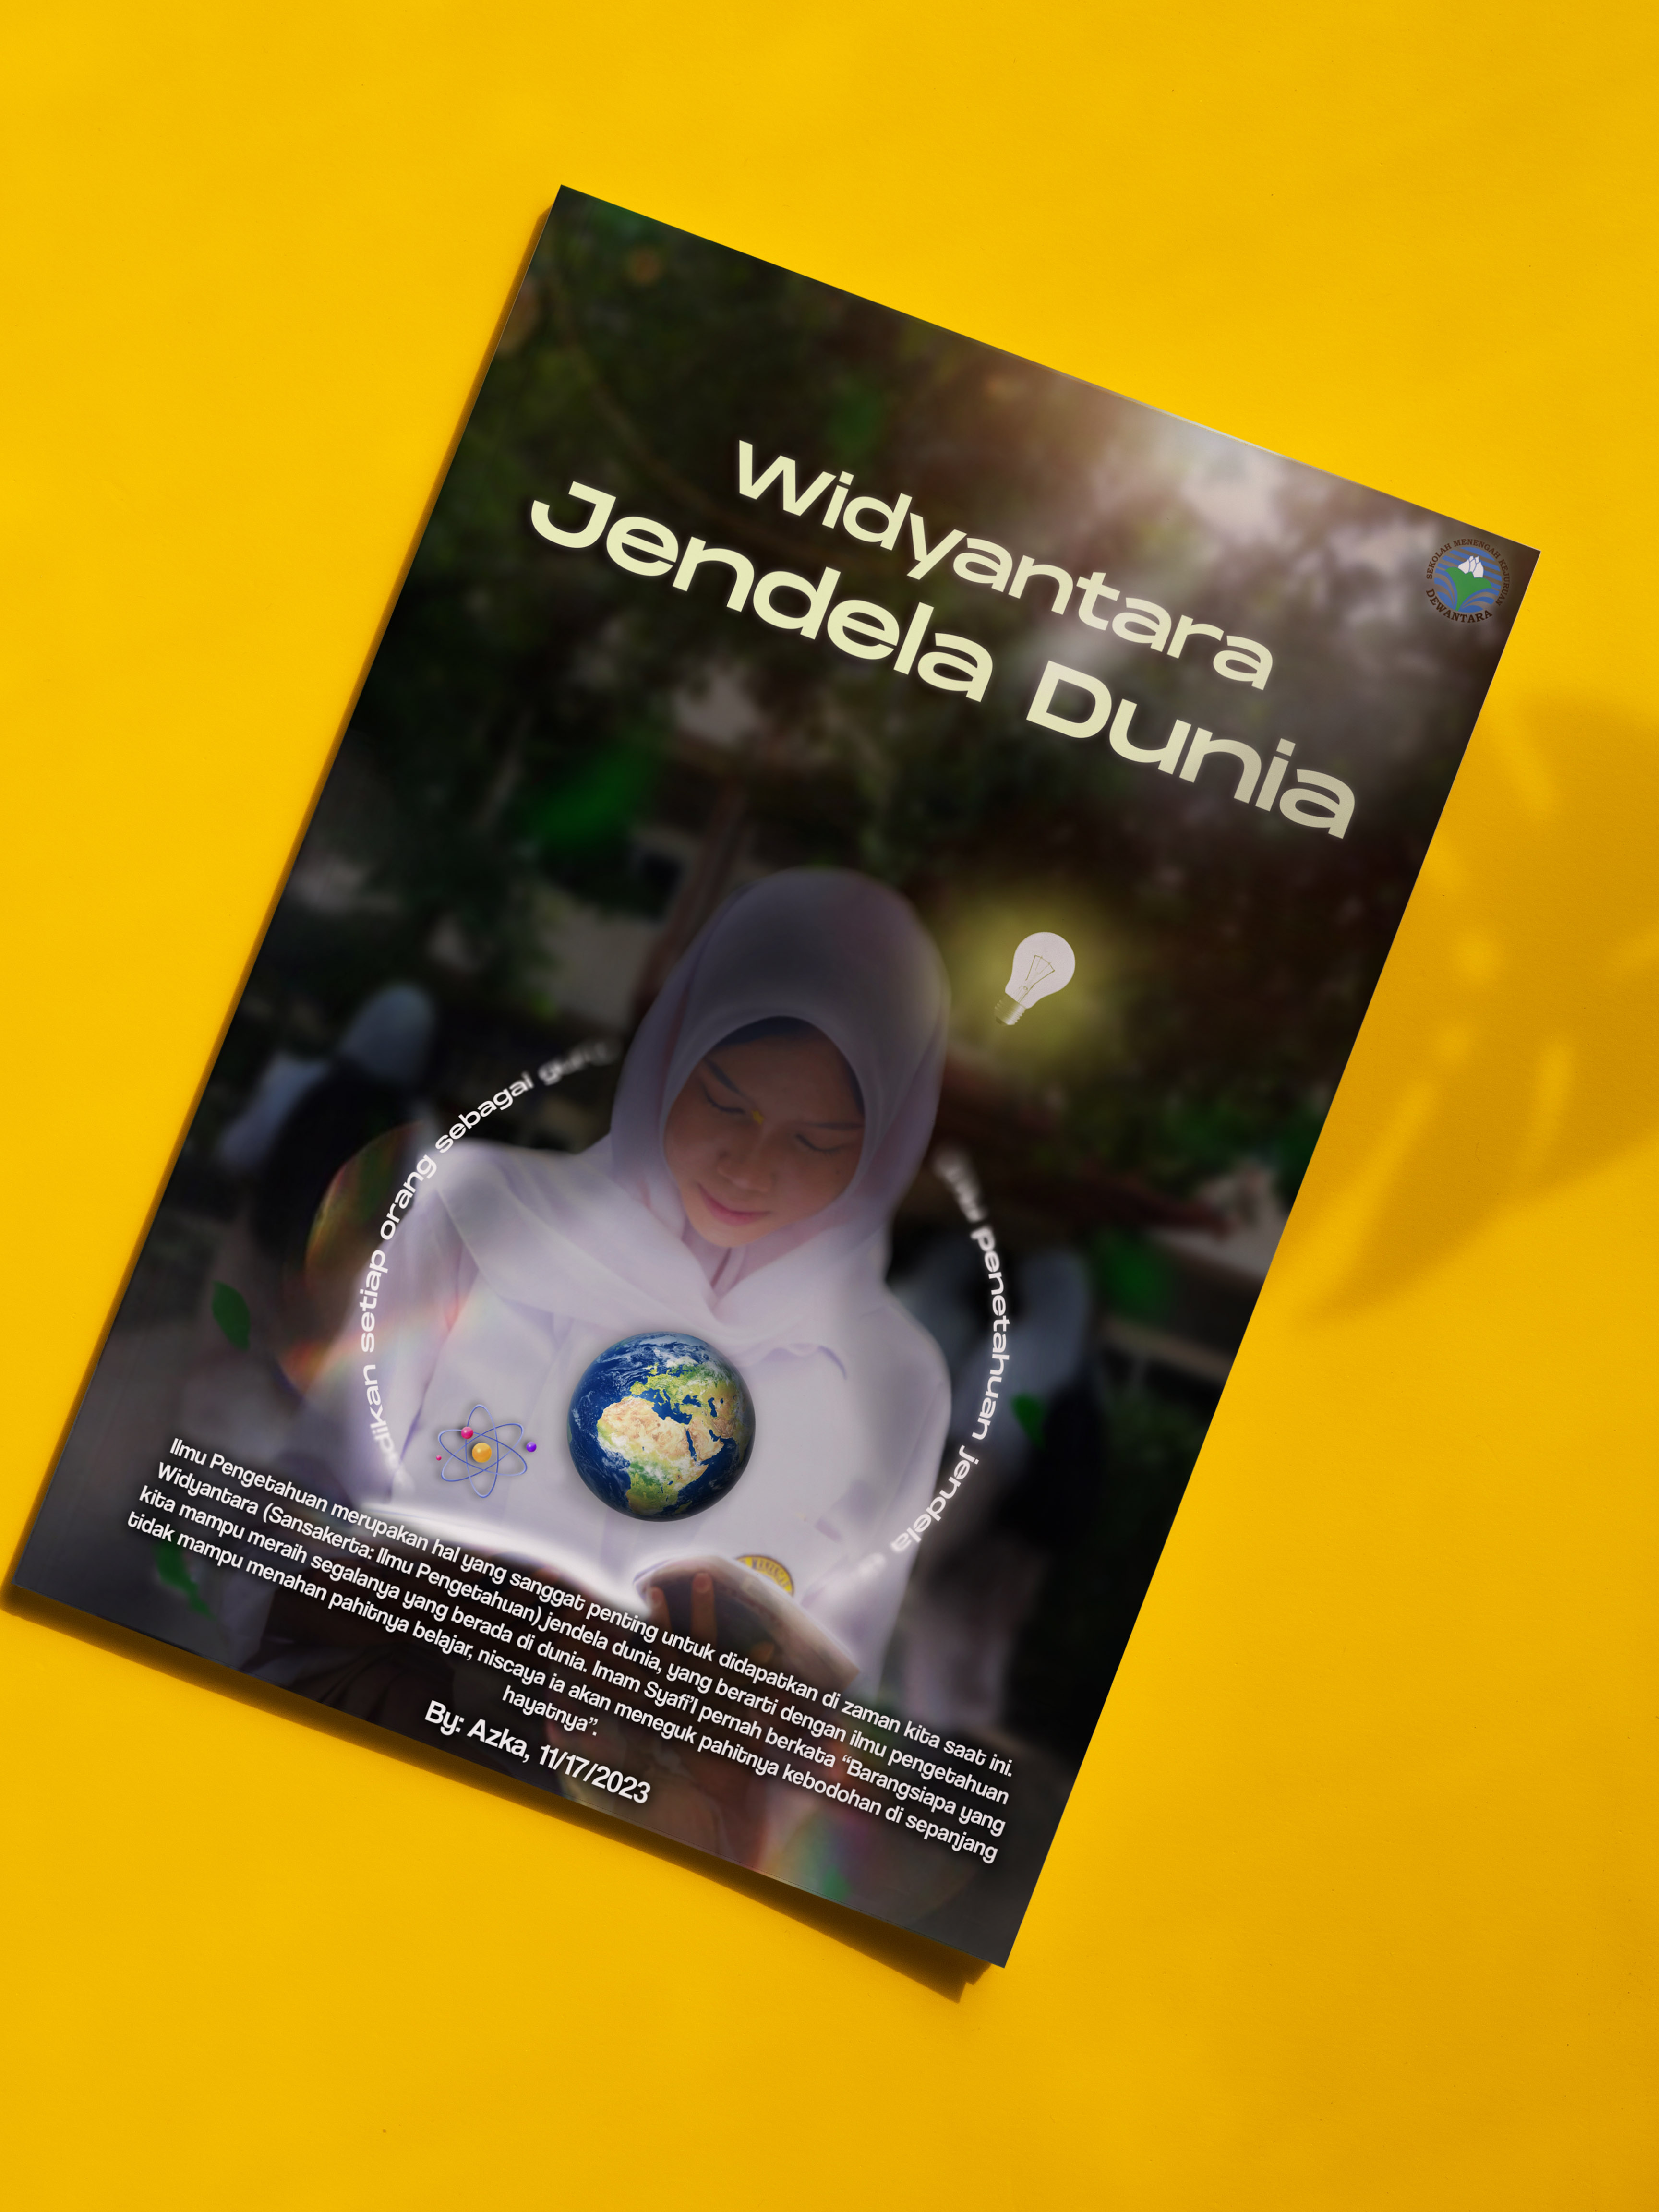 Widyantara
Jendela Dunia
SEKOLAH MENENGAH KEJURUAN
DEWANTARA
setiap orang sebagai
penetahuan jendela
Ilmu Pengetahuan merupakan hal yang sanggat penting untuk didapatkan di zaman kita saat ini.
Widyantara (Sansakerta: Ilmu Pengetahuan) jendela dunia, yang berarti dengan ilmu pengetahuan
kita mampu meraih segalanya yang berada di dunia. Imam Syafi'I pernah berkata “Barangsiapa yang
tidak mampu menahan pahitnya belajar, niscaya ia akan meneguk pahitnya kebodohan di sepanjang
hayatnya”.
By: Azka, 11/17/2023